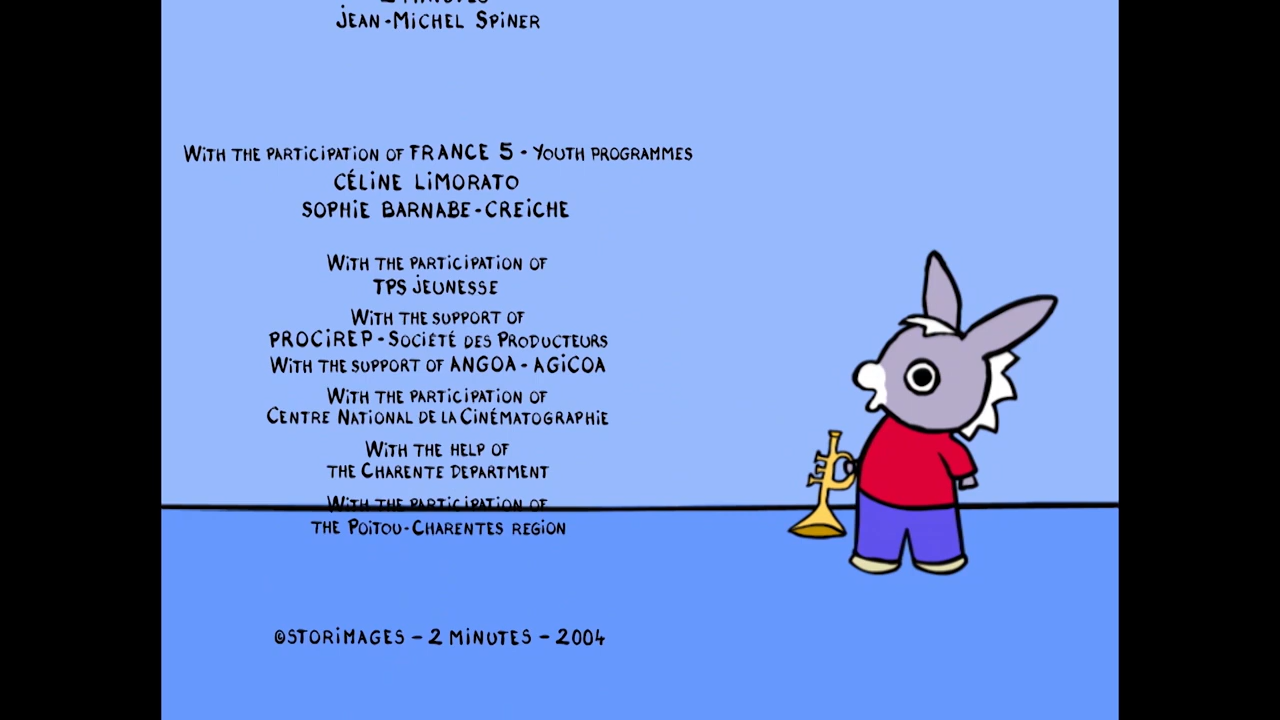 2 MINUTES
JEAN-MICHEL SPINER
WITH THE PARTICIPATION OF FRANCE 5 - YOUTH PROGRAMMES
CÉLINE LIMORATO
SOPHIE BARNABE-CREICHE
WITH THE PARTICIPATION OF
TPS JEUNESSE
WITH THE SUPPORT OF
PROCIREP - SOCIÉTÉ DES PRODUCTEURS
WITH THE SUPPORT OF ANGOA - AGICOA
WITH THE PARTICIPATION OF
CENTRE NATIONAL DE LA CINÉMATOGRAPHIE
WITH THE HELP OF
THE CHARENTE DEPARTMENT
WITH THE PARTICIPATION OF
THE POITOU-CHARENTES REGION
©STORIMAGES - 2 MINUTES - 2004